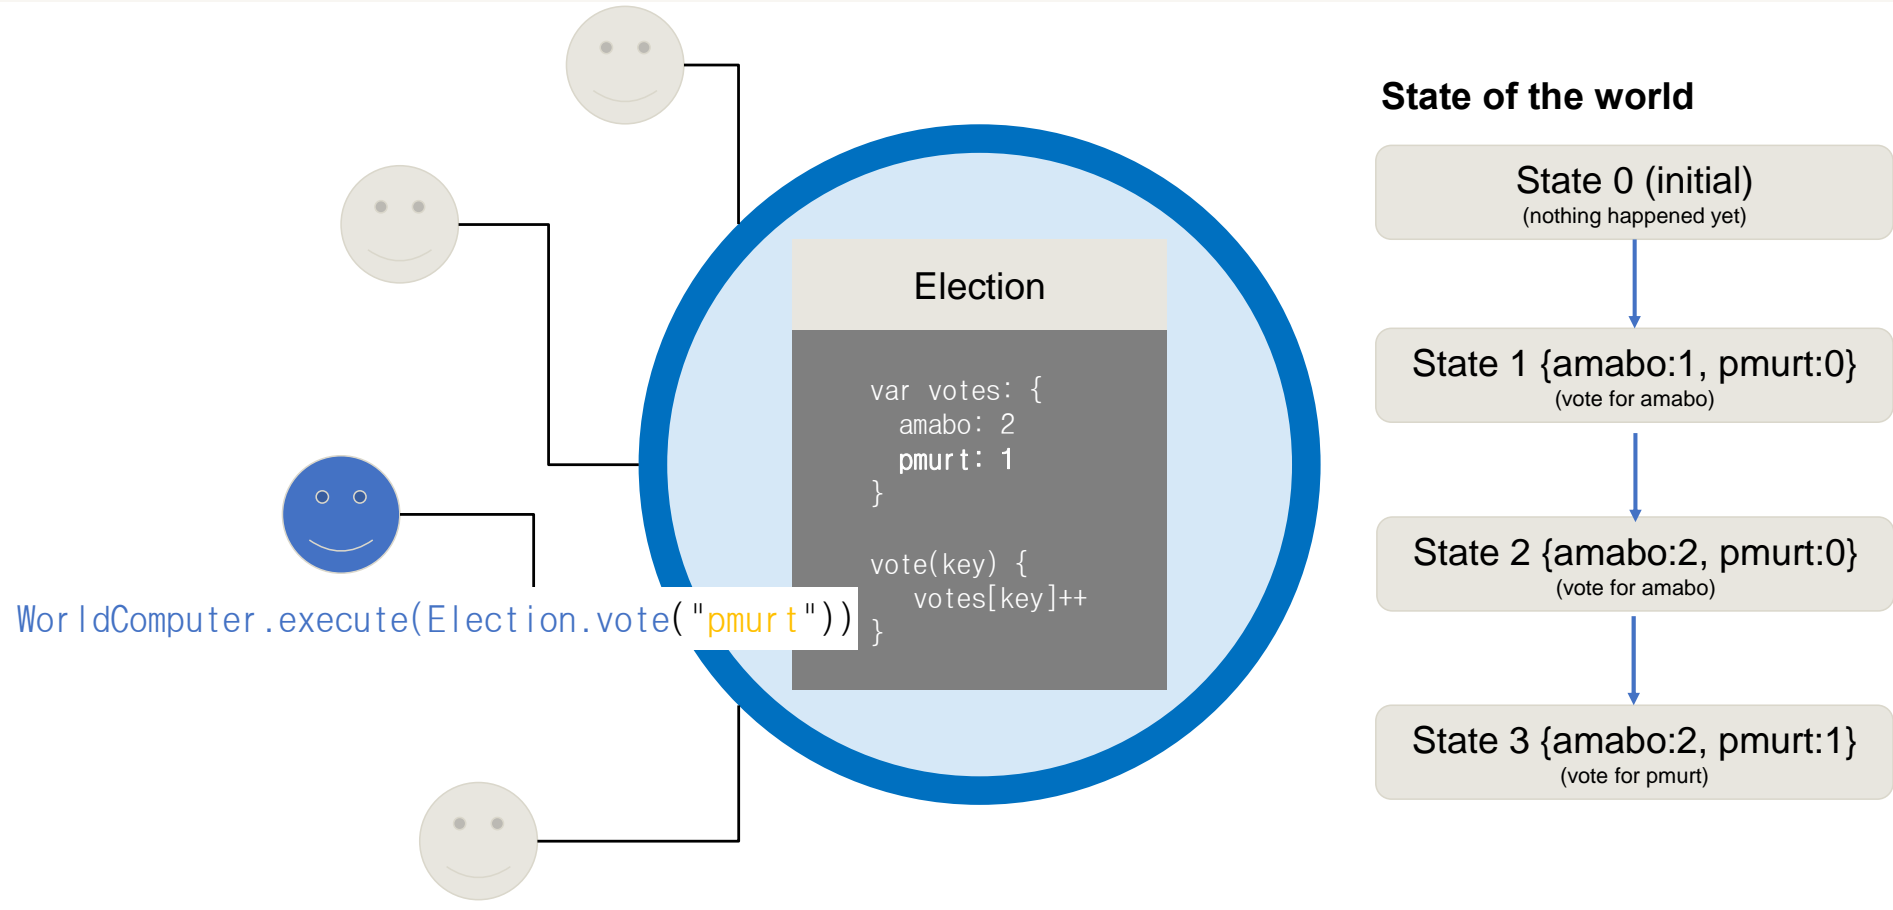 State of the world
State 0 (initial)
(nothing happened yet)
Election
State 1 {amabo:1, pmurt:0}
(vote for amabo)
var votes: {
amabo: 2
pmurt: 1
}
State 2 {amabo:2, pmurt:0}
(vote for amabo)
vote(key) {
votes[key]++
}
WorldComputer.execute(Election.vote("pmurt"))
State 3 {amabo:2, pmurt:1}
(vote for pmurt)